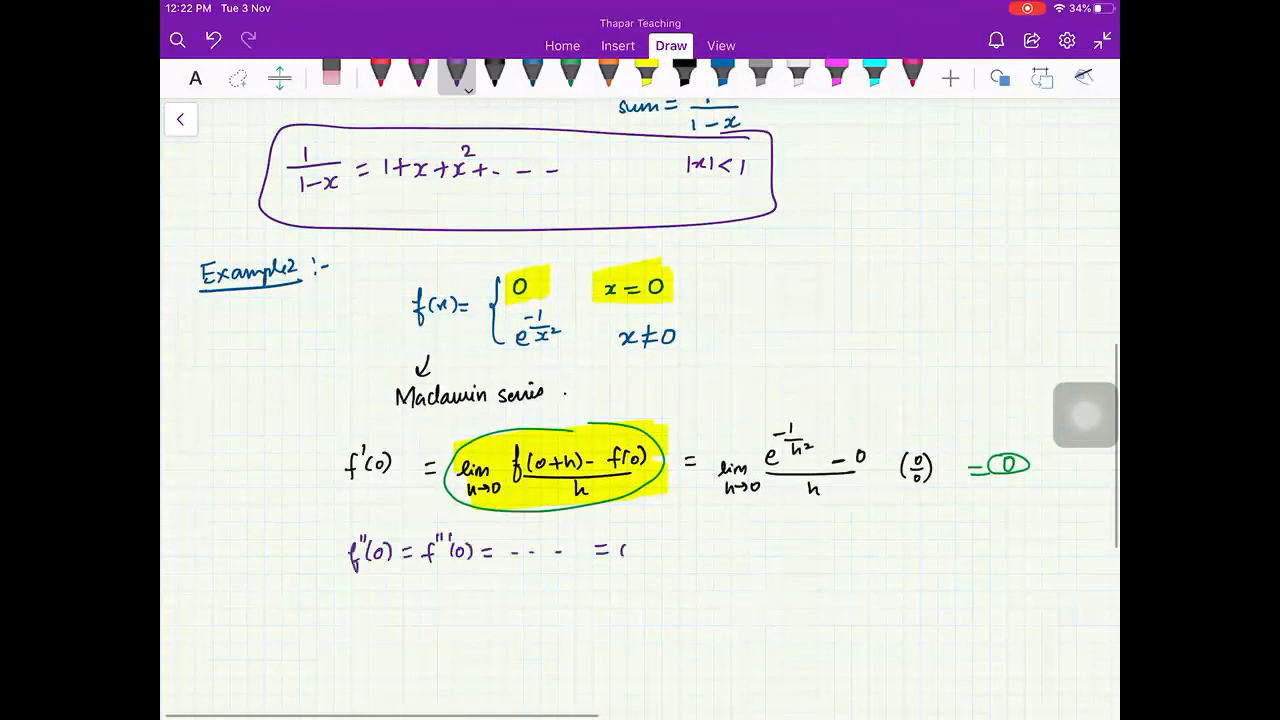 12:22 PM Tue 3 Nov
34%
Thapar Teaching
Home Insert Draw View
A
sum = 1/(1-x)
1/(1-x) = 1+x+x²+- - - |x| < 1
Example2 :-
f(x) = { 0 x = 0
e^(-1/x²) x ≠ 0
↙
Maclaurin series .
f'(0) = lim h→0 (f(0+h) - f(0))/h = lim h→0 (e^(-1/h²) - 0)/h (0/0) = 0
f''(0) = f'''(0) = - - - = (